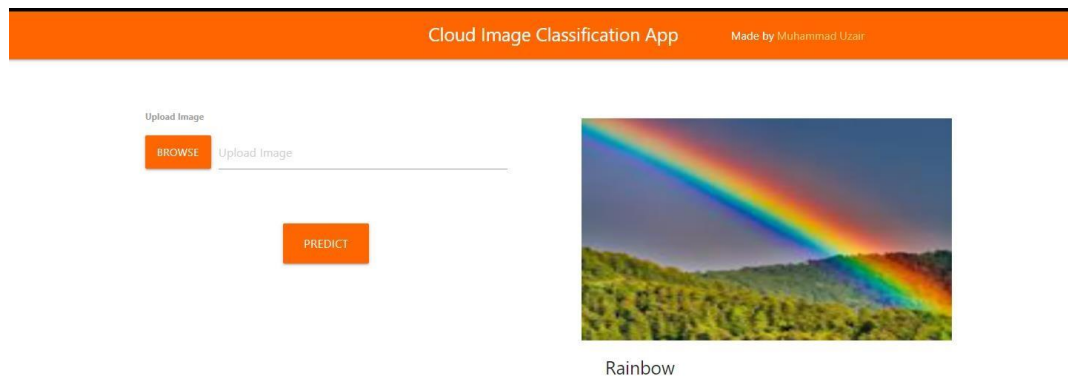 Cloud Image Classification App Made by Muhammad Uzair
Upload Image
BROWSE Upload Image
PREDICT
Rainbow